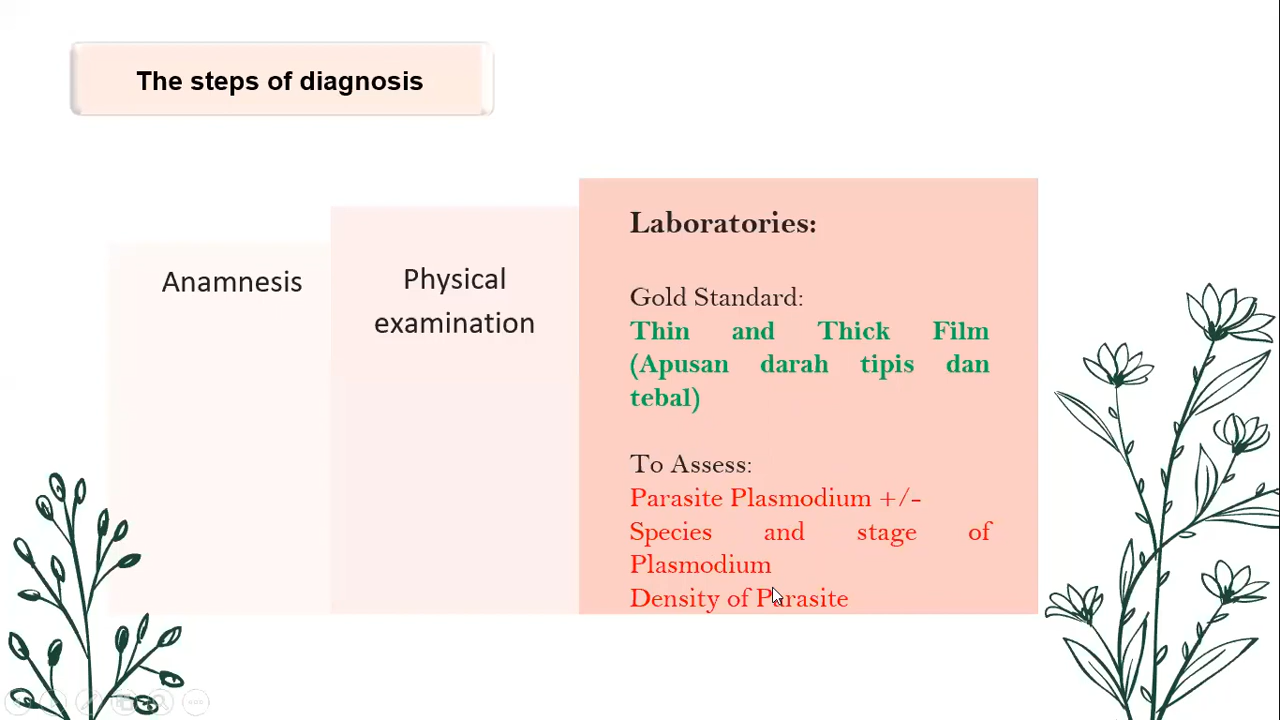 The steps of diagnosis
Anamnesis
Physical
examination
Laboratories:
Gold Standard:
Thin and Thick Film
(Apusan darah tipis dan
tebal)
To Assess:
Parasite Plasmodium +/-
Species and stage of
Plasmodium
Density of Parasite